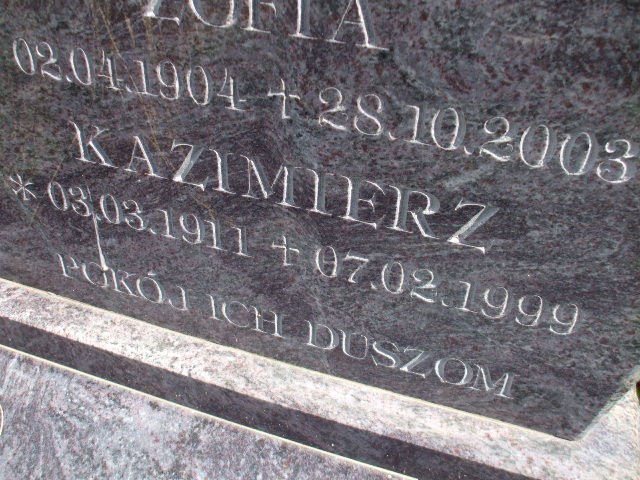 ZOFIA
02.04.1904 + 28.10.2003
KAZIMIERZ
* 03.03.1911 + 07.02.1999
POKÓJ ICH DUSZOM